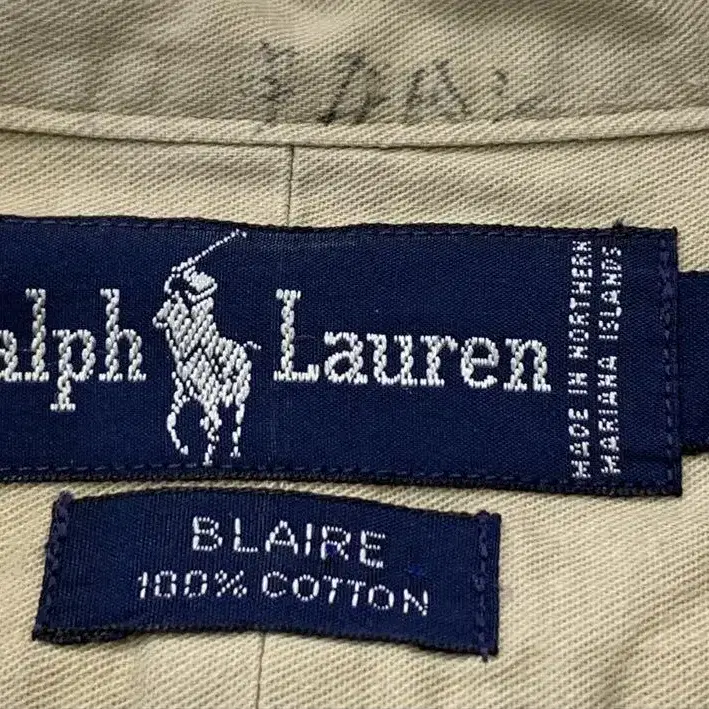 alph Lauren
MADE IN NORTHERN
MARIANA ISLANDS
BLAIRE
100% COTTON